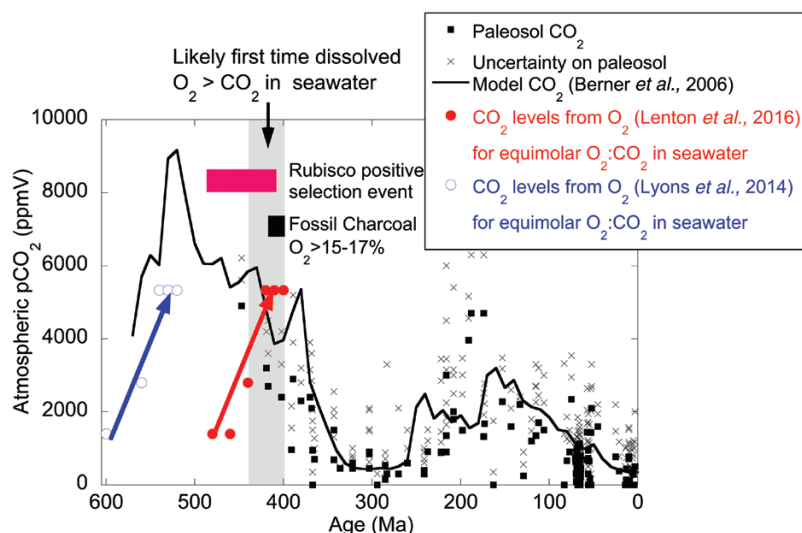 Likely first time dissolved
O₂ > CO₂ in seawater
Paleosol CO₂
Uncertainty on paleosol
Model CO₂ (Berner et al., 2006)
CO₂ levels from O₂ (Lenton et al., 2016)
for equimolar O₂:CO₂ in seawater
CO₂ levels from O₂ (Lyons et al., 2014)
for equimolar O₂:CO₂ in seawater
Rubisco positive
selection event
Fossil Charcoal
O₂>15-17%
Atmospheric pCO₂ (ppmV)
10000
8000
6000
4000
2000
0
600 500 400 300 200 100 0
Age (Ma)